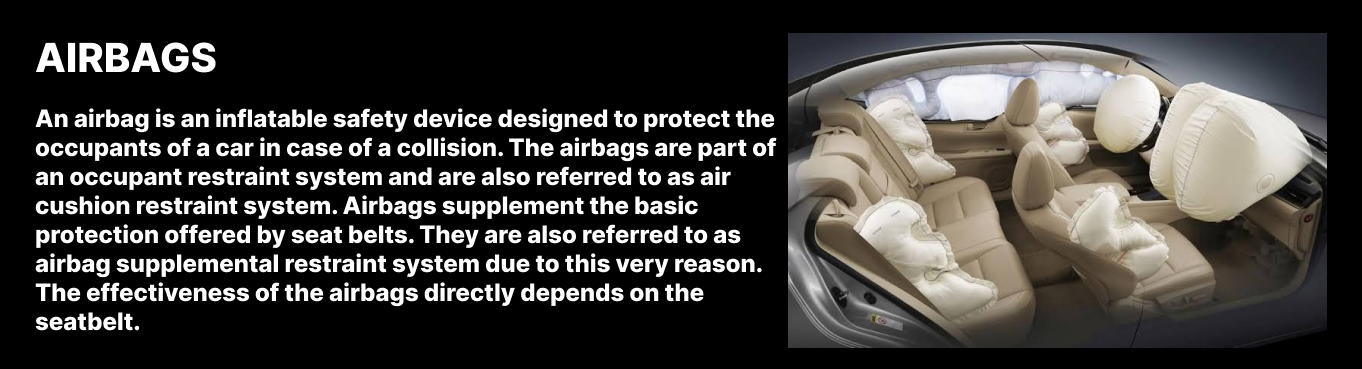 AIRBAGS
An airbag is an inflatable safety device designed to protect the
occupants of a car in case of a collision. The airbags are part of
an occupant restraint system and are also referred to as air
cushion restraint system. Airbags supplement the basic
protection offered by seat belts. They are also referred to as
airbag supplemental restraint system due to this very reason.
The effectiveness of the airbags directly depends on the
seatbelt.